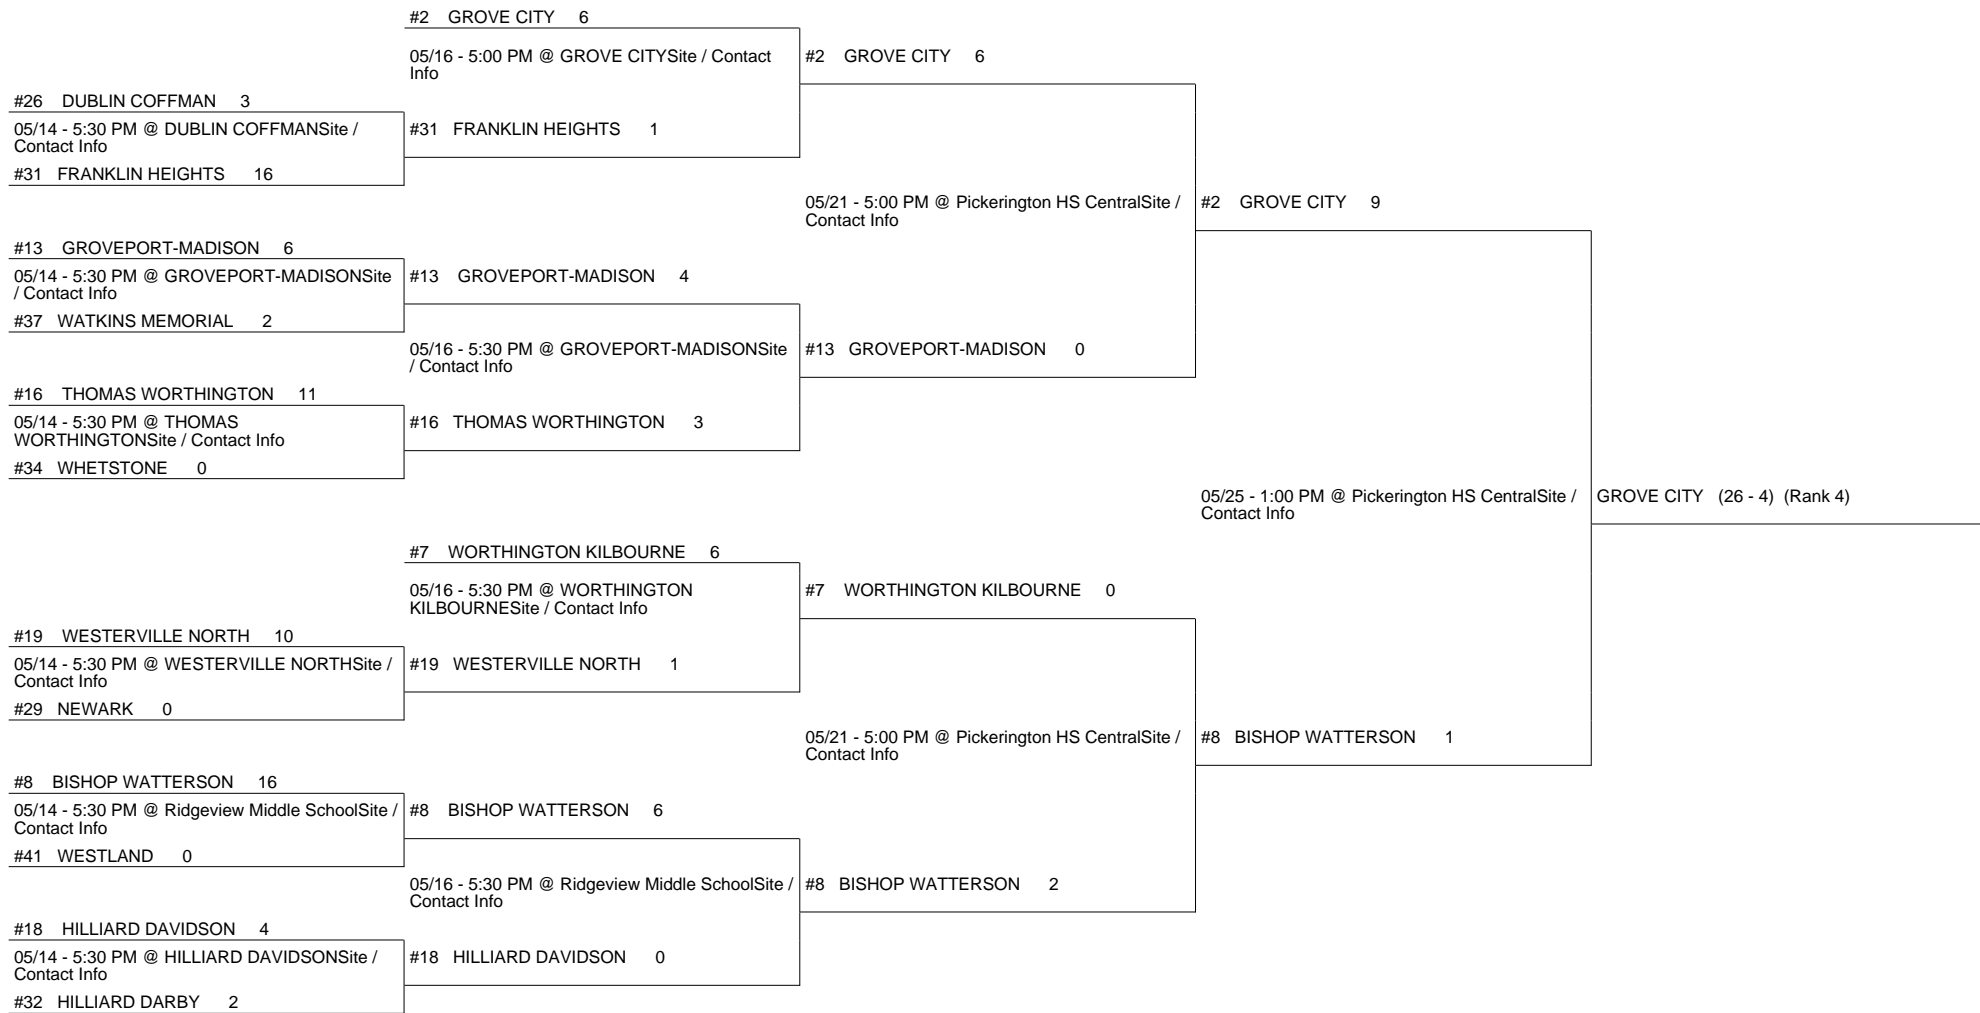 #2 GROVE CITY 6
05/16 - 5:00 PM @ GROVE CITYSite / Contact
Info
#2 GROVE CITY 6
#26 DUBLIN COFFMAN 3
05/14 - 5:30 PM @ DUBLIN COFFMANSite /
Contact Info
#31 FRANKLIN HEIGHTS 1
#31 FRANKLIN HEIGHTS 16
05/21 - 5:00 PM @ Pickerington HS CentralSite /
Contact Info
#2 GROVE CITY 9
#13 GROVEPORT-MADISON 6
05/14 - 5:30 PM @ GROVEPORT-MADISONSite
/ Contact Info
#13 GROVEPORT-MADISON 4
#37 WATKINS MEMORIAL 2
05/16 - 5:30 PM @ GROVEPORT-MADISONSite
/ Contact Info
#13 GROVEPORT-MADISON 0
#16 THOMAS WORTHINGTON 11
05/14 - 5:30 PM @ THOMAS
WORTHINGTONSite / Contact Info
#16 THOMAS WORTHINGTON 3
#34 WHETSTONE 0
05/25 - 1:00 PM @ Pickerington HS CentralSite /
Contact Info
GROVE CITY (26 - 4) (Rank 4)
#7 WORTHINGTON KILBOURNE 6
05/16 - 5:30 PM @ WORTHINGTON
KILBOURNESite / Contact Info
#7 WORTHINGTON KILBOURNE 0
#19 WESTERVILLE NORTH 10
05/14 - 5:30 PM @ WESTERVILLE NORTHSite /
Contact Info
#19 WESTERVILLE NORTH 1
#29 NEWARK 0
05/21 - 5:00 PM @ Pickerington HS CentralSite /
Contact Info
#8 BISHOP WATTERSON 1
#8 BISHOP WATTERSON 16
05/14 - 5:30 PM @ Ridgeview Middle SchoolSite /
Contact Info
#8 BISHOP WATTERSON 6
#41 WESTLAND 0
05/16 - 5:30 PM @ Ridgeview Middle SchoolSite /
Contact Info
#8 BISHOP WATTERSON 2
#18 HILLIARD DAVIDSON 4
05/14 - 5:30 PM @ HILLIARD DAVIDSONSite /
Contact Info
#18 HILLIARD DAVIDSON 0
#32 HILLIARD DARBY 2